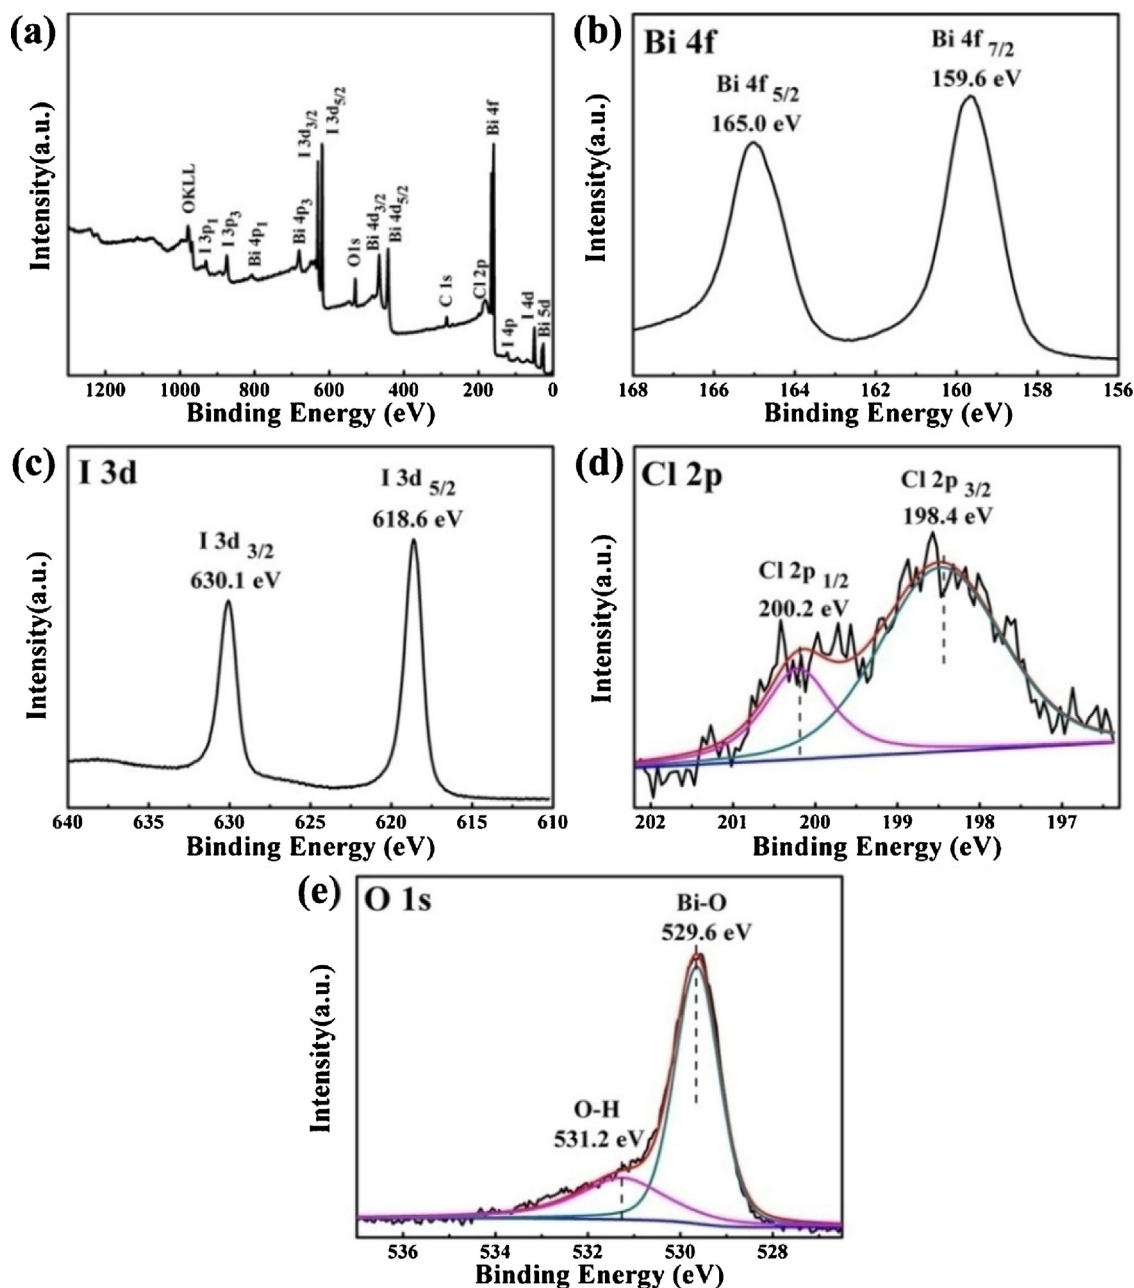 (a)
Intensity(a.u.)
OKLL
I 3p1
I 3p3
Bi 4p1
Bi 4p3
I 3d3/2
I 3d5/2
O1s
Bi 4d3/2
Bi 4d5/2
C 1s
Cl 2p
Bi 4f
I 4p
I 4d
Bi 5d
1200 1000 800 600 400 200 0
Binding Energy (eV)
(b)
Bi 4f
Intensity(a.u.)
Bi 4f 5/2
165.0 eV
Bi 4f 7/2
159.6 eV
168 166 164 162 160 158 156
Binding Energy (eV)
(c)
I 3d
Intensity(a.u.)
I 3d 3/2
630.1 eV
I 3d 5/2
618.6 eV
640 635 630 625 620 615 610
Binding Energy (eV)
(d)
Cl 2p
Intensity(a.u.)
Cl 2p 1/2
200.2 eV
Cl 2p 3/2
198.4 eV
202 201 200 199 198 197
Binding Energy (eV)
(e)
O 1s
Intensity(a.u.)
O-H
531.2 eV
Bi-O
529.6 eV
536 534 532 530 528
Binding Energy (eV)